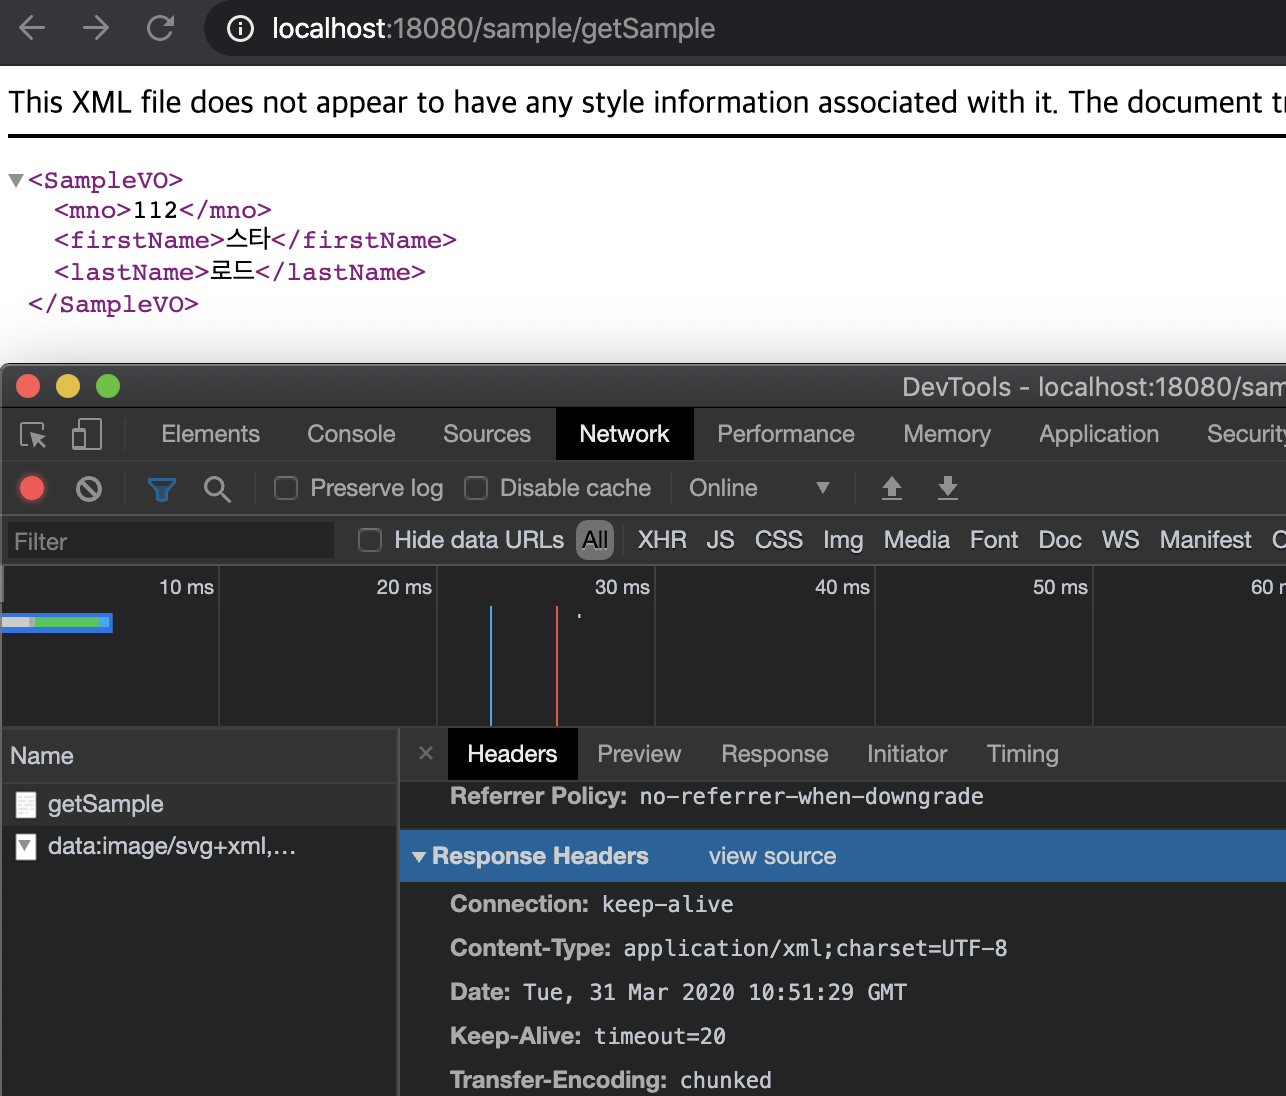 localhost:18080/sample/getSample
This XML file does not appear to have any style information associated with it. The document
<SampleVO>
<mno>112</mno>
<firstName>스타</firstName>
<lastName>로드</lastName>
</SampleVO>
DevTools - localhost:18080/sam
Elements Console Sources Network Performance Memory Application Security
Preserve log Disable cache Online
Filter Hide data URLs All XHR JS CSS Img Media Font Doc WS Manifest
10 ms 20 ms 30 ms 40 ms 50 ms 60
Name Headers Preview Response Initiator Timing
Referrer Policy: no-referrer-when-downgrade
getSample
data:image/svg+xml,…
Response Headers view source
Connection: keep-alive
Content-Type: application/xml;charset=UTF-8
Date: Tue, 31 Mar 2020 10:51:29 GMT
Keep-Alive: timeout=20
Transfer-Encoding: chunked